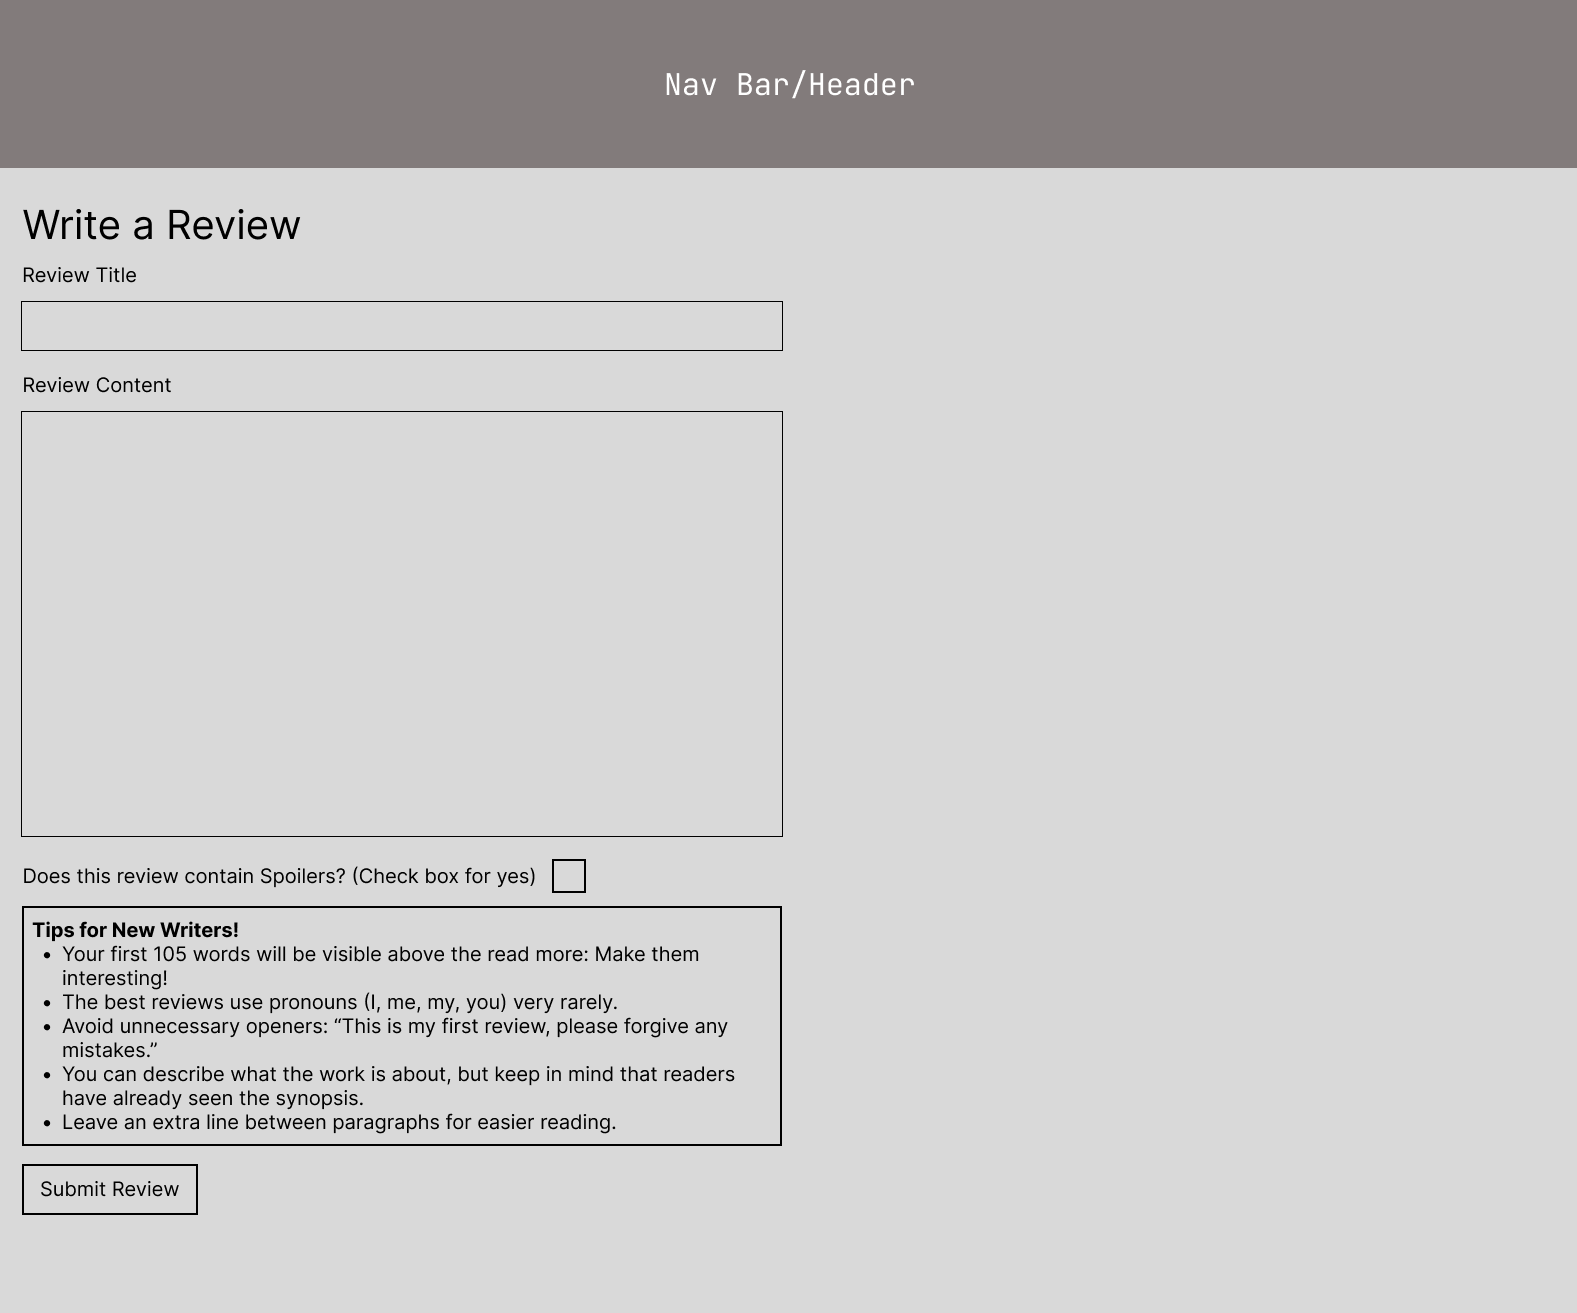 Nav Bar/Header
Write a Review
Review Title
Review Content
Does this review contain Spoilers? (Check box for yes)
Tips for New Writers!
• Your first 105 words will be visible above the read more: Make them
interesting!
• The best reviews use pronouns (I, me, my, you) very rarely.
• Avoid unnecessary openers: “This is my first review, please forgive any
mistakes.”
• You can describe what the work is about, but keep in mind that readers
have already seen the synopsis.
• Leave an extra line between paragraphs for easier reading.
Submit Review